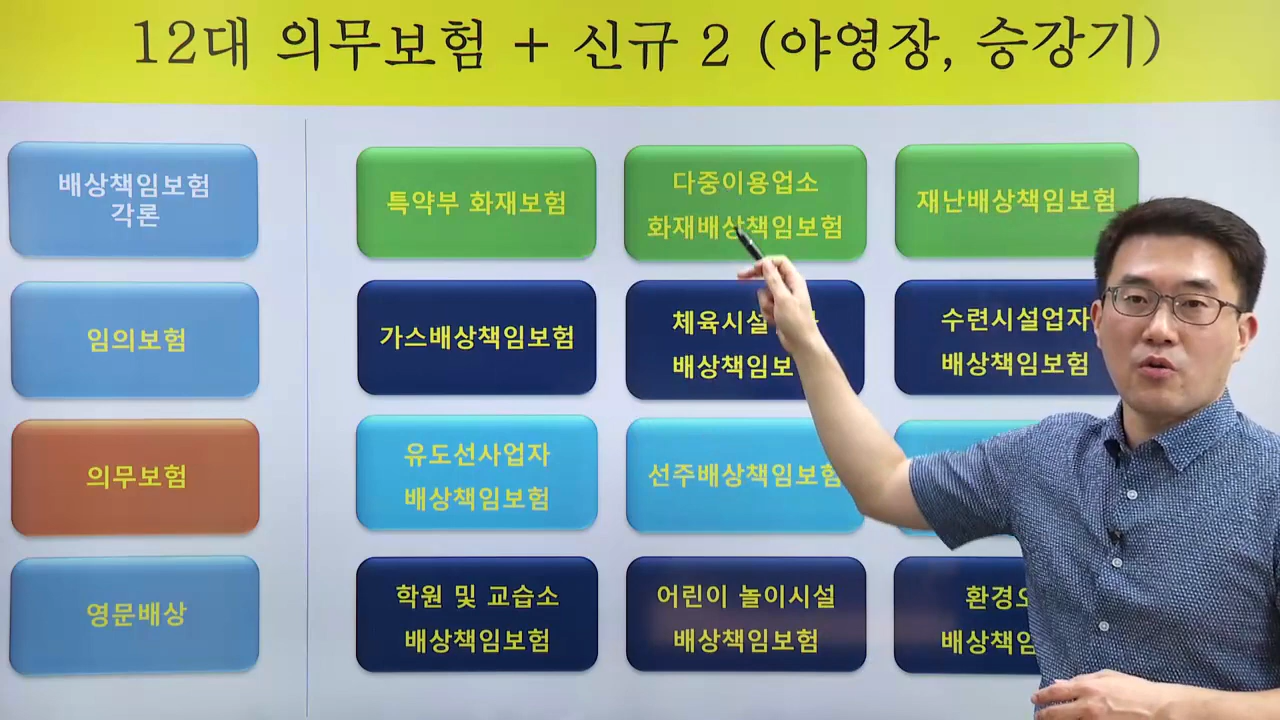 12대 의무보험 + 신규 2 (야영장, 승강기)
배상책임보험
각론
임의보험
의무보험
영문배상
특약부 화재보험
다중이용업소
화재배상책임보험
재난배상책임보험
가스배상책임보험
체육시설
배상책임보
수련시설업자
배상책임보험
유도선사업자
배상책임보험
선주배상책임보험
학원 및 교습소
배상책임보험
어린이 놀이시설
배상책임보험
환경오
배상책임